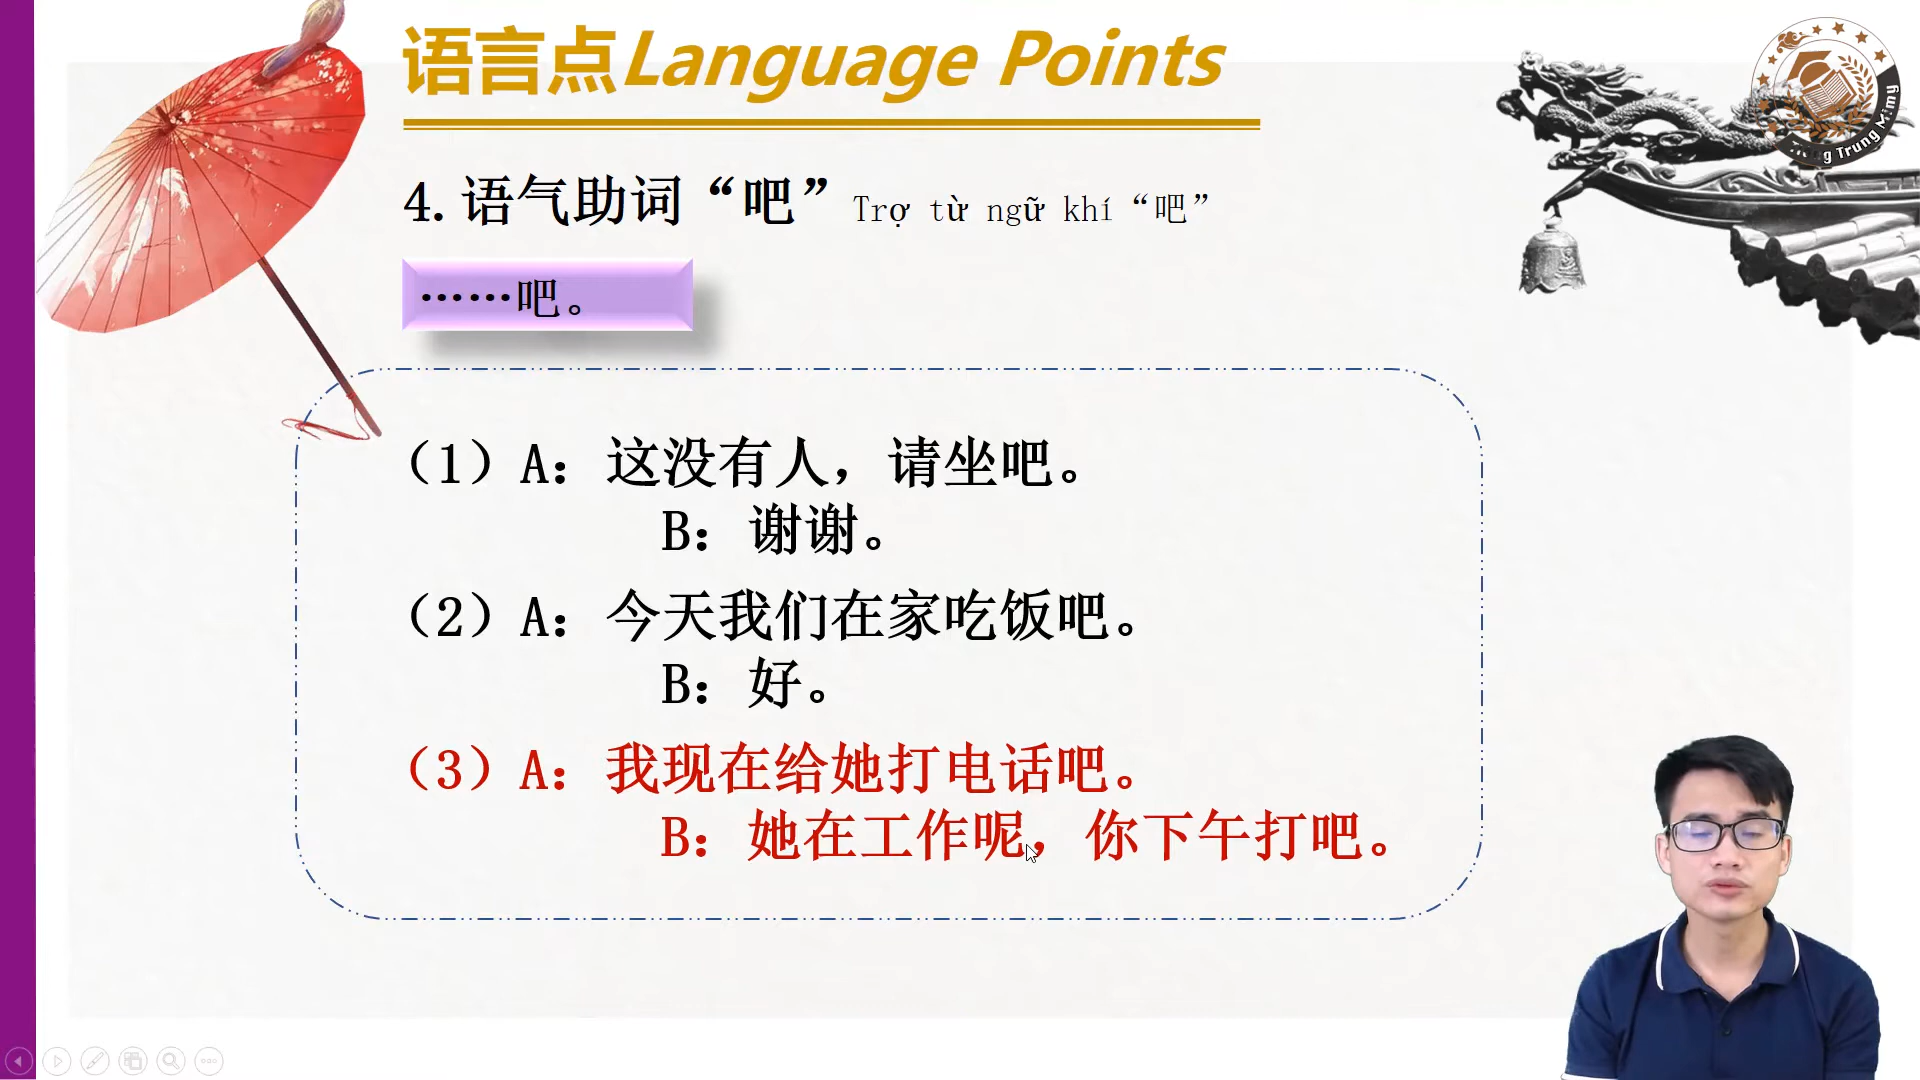 语言点Language Points
4. 语气助词“吧” Trợ từ ngữ khí“吧”
……吧。
（1）A：这没有人，请坐吧。
B：谢谢。
（2）A：今天我们在家吃饭吧。
B：好。
（3）A：我现在给她打电话吧。
B：她在工作呢，你下午打吧。
Trung Mimy